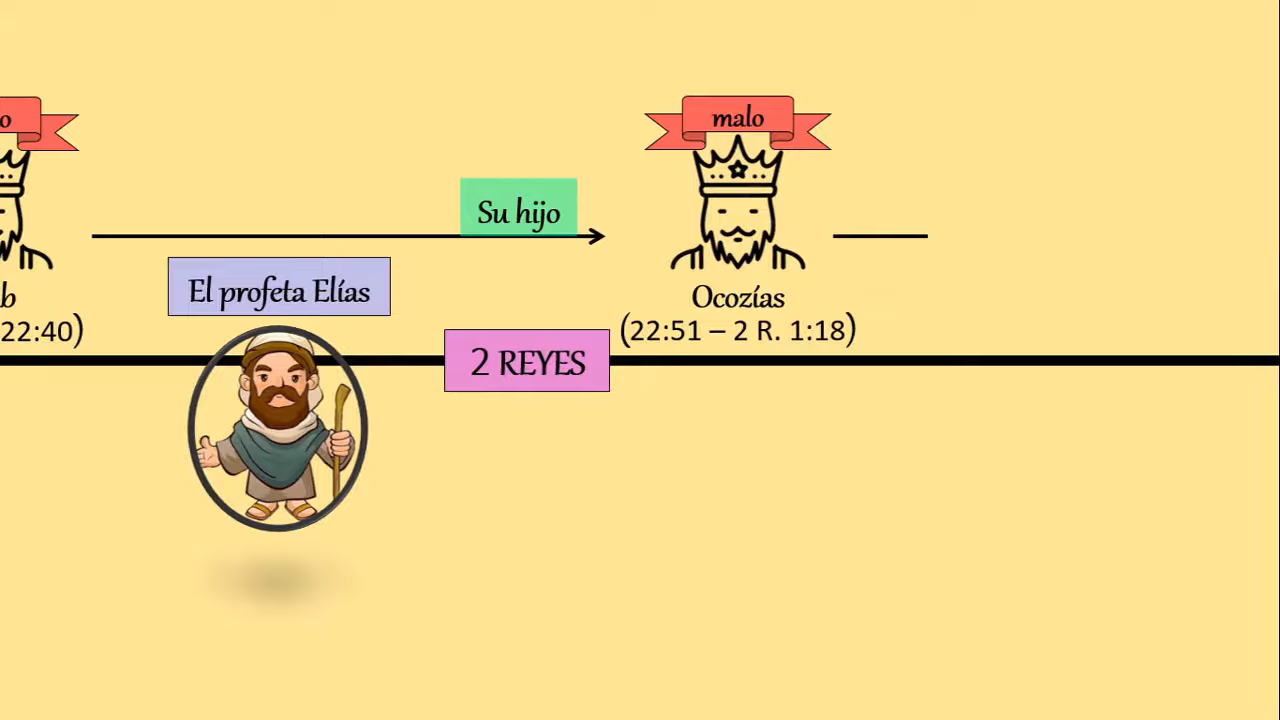 o
malo
Su hijo
El profeta Elías
b
Ocozías
22:40)
(22:51 – 2 R. 1:18)
2 REYES